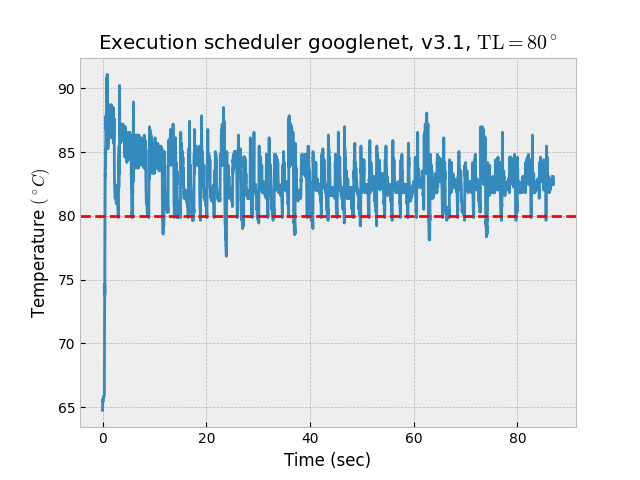 Execution scheduler googlenet, v3.1, TL = 80°
Temperature (°C)
90
85
80
75
70
65
0 20 40 60 80
Time (sec)